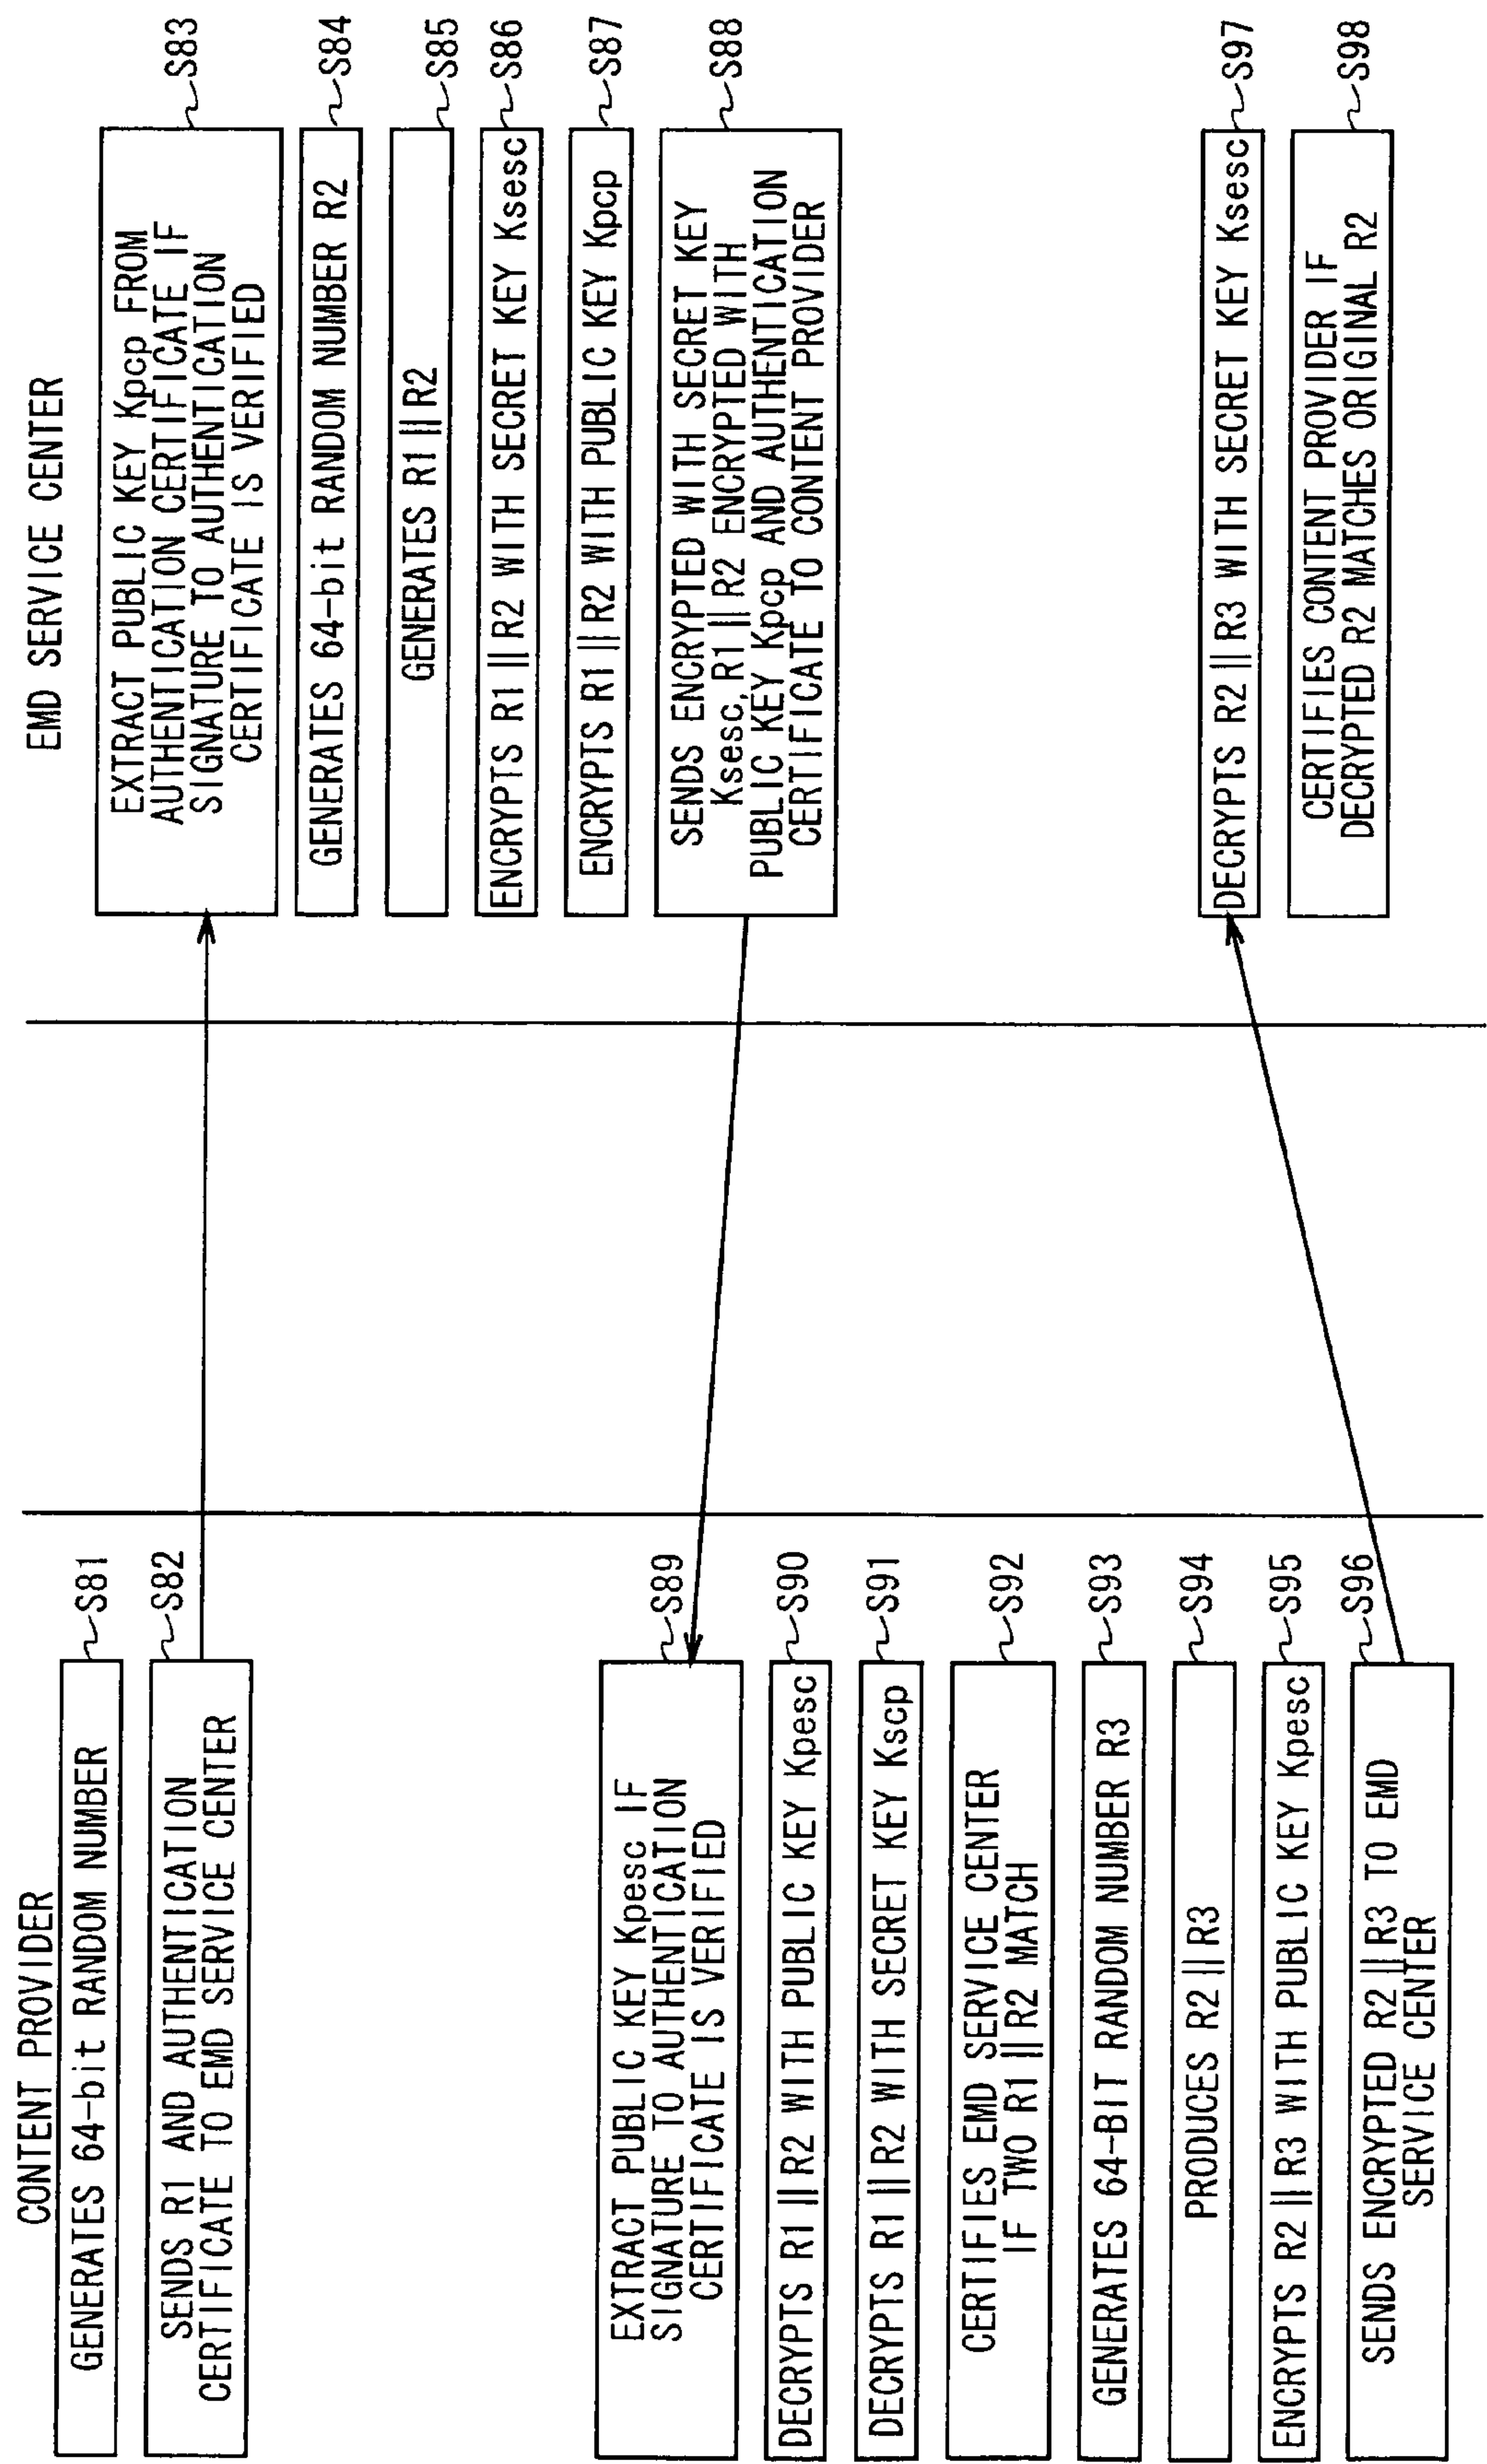 CONTENT PROVIDER
GENERATES 64-bit RANDOM NUMBER
S81
SENDS R1 AND AUTHENTICATION
CERTIFICATE TO EMD SERVICE CENTER
S82
EMD SERVICE CENTER
EXTRACT PUBLIC KEY Kpcp FROM
AUTHENTICATION CERTIFICATE IF
SIGNATURE TO AUTHENTICATION
CERTIFICATE IS VERIFIED
S83
GENERATES 64-bit RANDOM NUMBER R2
S84
GENERATES R1 || R2
S85
ENCRYPTS R1 || R2 WITH SECRET KEY Ksesc
S86
ENCRYPTS R1 || R2 WITH PUBLIC KEY Kpcp
S87
SENDS ENCRYPTED WITH SECRET KEY
Ksesc, R1 || R2 ENCRYPTED WITH
PUBLIC KEY Kpcp AND AUTHENTICATION
CERTIFICATE TO CONTENT PROVIDER
S88
EXTRACT PUBLIC KEY Kpesc IF
SIGNATURE TO AUTHENTICATION
CERTIFICATE IS VERIFIED
S89
DECRYPTS R1 || R2 WITH PUBLIC KEY Kpesc
S90
DECRYPTS R1 || R2 WITH SECRET KEY Kscp
S91
CERTIFIES EMD SERVICE CENTER
IF TWO R1 || R2 MATCH
S92
GENERATES 64-BIT RANDOM NUMBER R3
S93
PRODUCES R2 || R3
S94
ENCRYPTS R2 || R3 WITH PUBLIC KEY Kpesc
S95
SENDS ENCRYPTED R2 || R3 TO EMD
SERVICE CENTER
S96
DECRYPTS R2 || R3 WITH SECRET KEY Ksesc
S97
CERTIFIES CONTENT PROVIDER IF
DECRYPTED R2 MATCHES ORIGINAL R2
S98